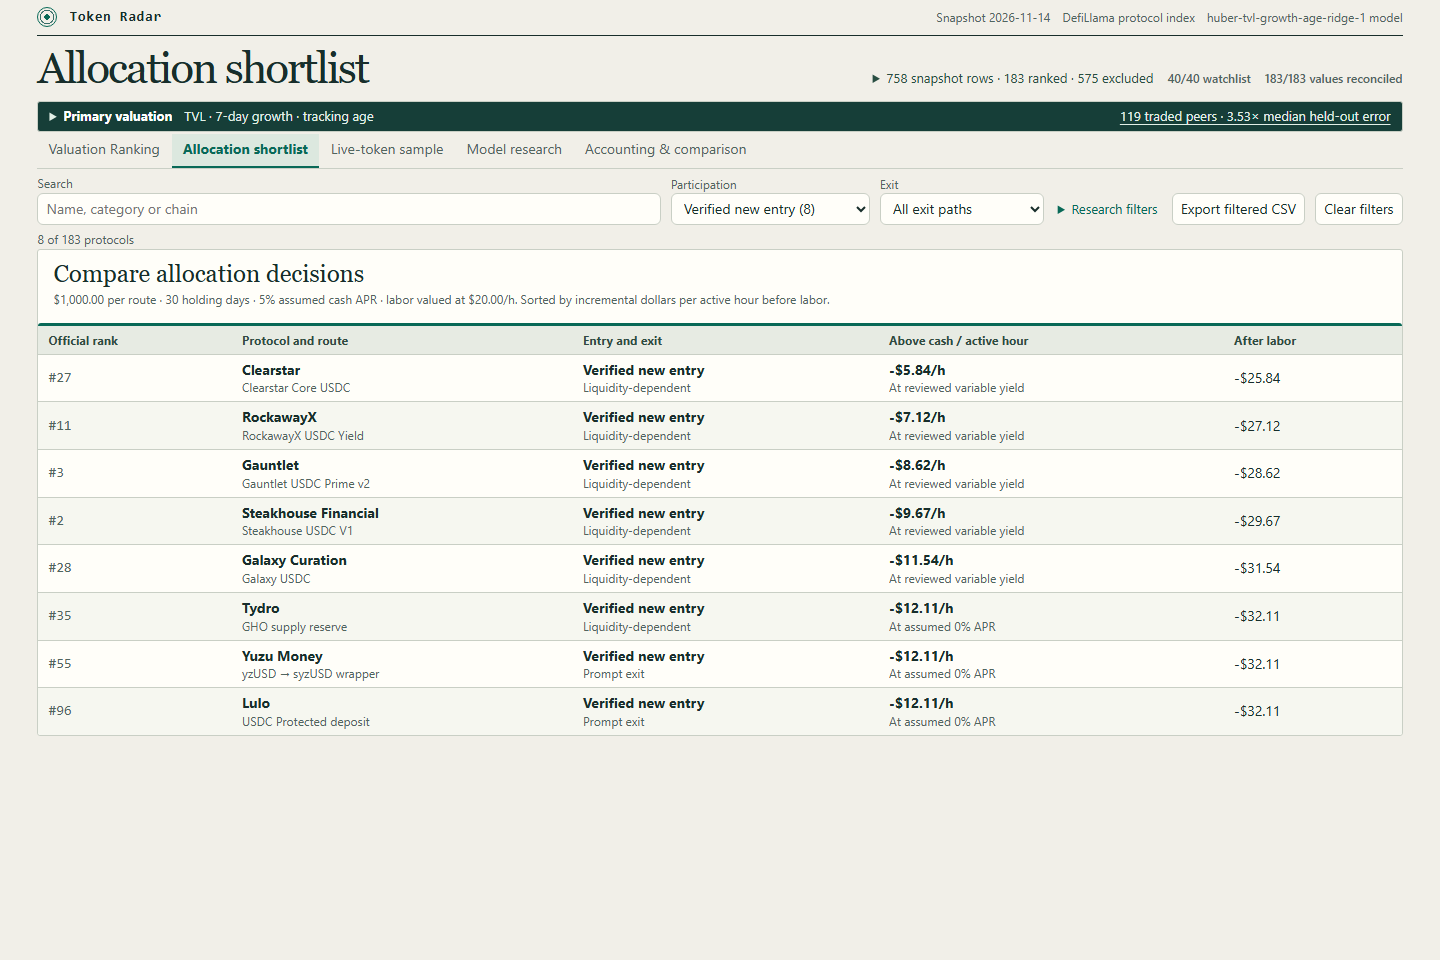 Token Radar
Snapshot 2026-11-14 DefiLlama protocol index huber-tvl-growth-age-ridge-1 model
Allocation shortlist
▶ 758 snapshot rows · 183 ranked · 575 excluded 40/40 watchlist 183/183 values reconciled
▶ Primary valuation TVL · 7-day growth · tracking age 119 traded peers · 3.53× median held-out error
Valuation Ranking Allocation shortlist Live-token sample Model research Accounting & comparison
Search Participation Exit
Name, category or chain Verified new entry (8) All exit paths ▶ Research filters Export filtered CSV Clear filters
8 of 183 protocols
Compare allocation decisions
$1,000.00 per route · 30 holding days · 5% assumed cash APR · labor valued at $20.00/h. Sorted by incremental dollars per active hour before labor.
Official rank Protocol and route Entry and exit Above cash / active hour After labor
#27 Clearstar Verified new entry -$5.84/h -$25.84
Clearstar Core USDC Liquidity-dependent At reviewed variable yield
#11 RockawayX Verified new entry -$7.12/h -$27.12
RockawayX USDC Yield Liquidity-dependent At reviewed variable yield
#3 Gauntlet Verified new entry -$8.62/h -$28.62
Gauntlet USDC Prime v2 Liquidity-dependent At reviewed variable yield
#2 Steakhouse Financial Verified new entry -$9.67/h -$29.67
Steakhouse USDC V1 Liquidity-dependent At reviewed variable yield
#28 Galaxy Curation Verified new entry -$11.54/h -$31.54
Galaxy USDC Liquidity-dependent At reviewed variable yield
#35 Tydro Verified new entry -$12.11/h -$32.11
GHO supply reserve Liquidity-dependent At assumed 0% APR
#55 Yuzu Money Verified new entry -$12.11/h -$32.11
yzUSD → syzUSD wrapper Prompt exit At assumed 0% APR
#96 Lulo Verified new entry -$12.11/h -$32.11
USDC Protected deposit Prompt exit At assumed 0% APR